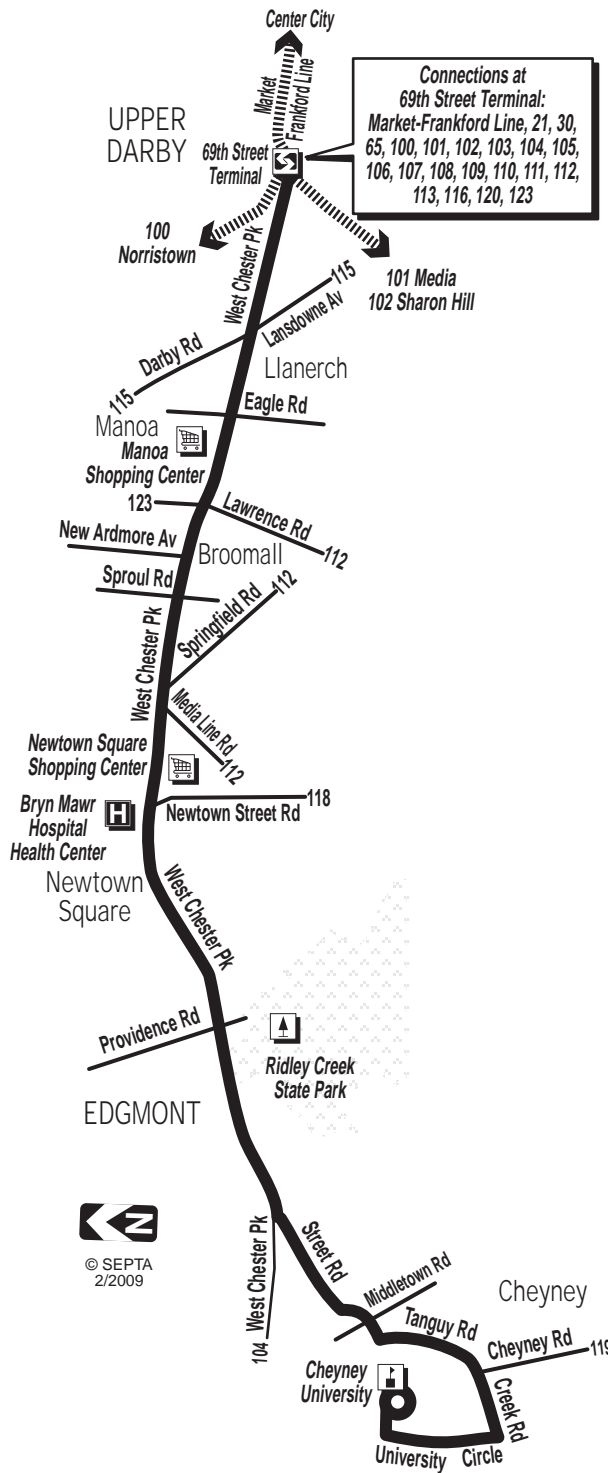 Center City
Market
Frankford Line
Connections at
69th Street Terminal:
Market-Frankford Line, 21, 30,
65, 100, 101, 102, 103, 104, 105,
106, 107, 108, 109, 110, 111, 112,
113, 116, 120, 123
UPPER
DARBY
69th Street
Terminal
100
Norristown
West Chester Pk
101 Media
102 Sharon Hill
115
Lansdowne Av
Darby Rd
115
Llanerch
Eagle Rd
Manoa
Manoa
Shopping Center
123
Lawrence Rd
112
New Ardmore Av
Broomall
Sproul Rd
Springfield Rd
112
West Chester Pk
Media Line Rd
112
Newtown Square
Shopping Center
Bryn Mawr
Hospital
Health Center
H
Newtown Street Rd
118
Newtown
Square
West Chester Pk
Providence Rd
Ridley Creek
State Park
EDGMONT
N
© SEPTA
2/2009
West Chester Pk
104
Street Rd
Middletown Rd
Cheyney
Tanguy Rd
Cheyney Rd
119
Cheyney
University
Creek Rd
University Circle